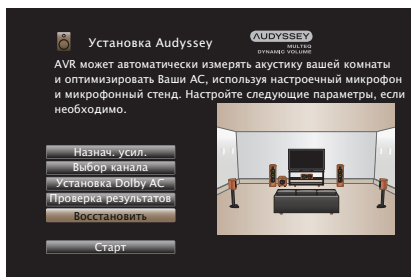 Установка Audyssey
AUDYSSEY
MULTEQ
DYNAMIC VOLUME
AVR может автоматически измерять акустику вашей комнаты
и оптимизировать Ваши АС, используя настроечный микрофон
и микрофонный стенд. Настройте следующие параметры, если
необходимо.
Назнач. усил.
Выбор канала
Установка Dolby АС
Проверка результатов
Восстановить
Старт